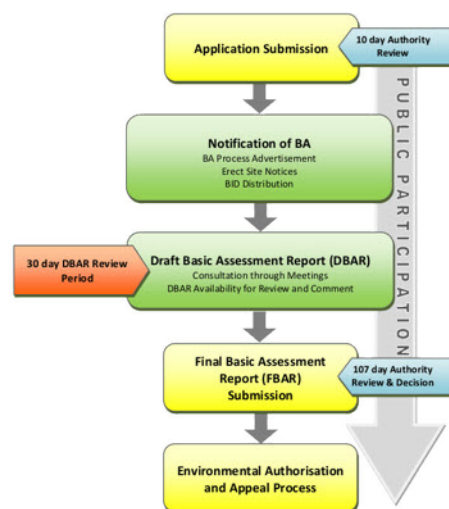 Application Submission
10 day Authority
Review
Notification of BA
BA Process Advertisement
Erect Site Notices
BID Distribution
PUBLIC PARTICIPATION
30 day DBAR Review
Period
Draft Basic Assessment Report (DBAR)
Consultation through Meetings
DBAR Availability for Review and Comment
Final Basic Assessment
Report (FBAR)
Submission
107 day Authority
Review & Decision
Environmental Authorisation
and Appeal Process